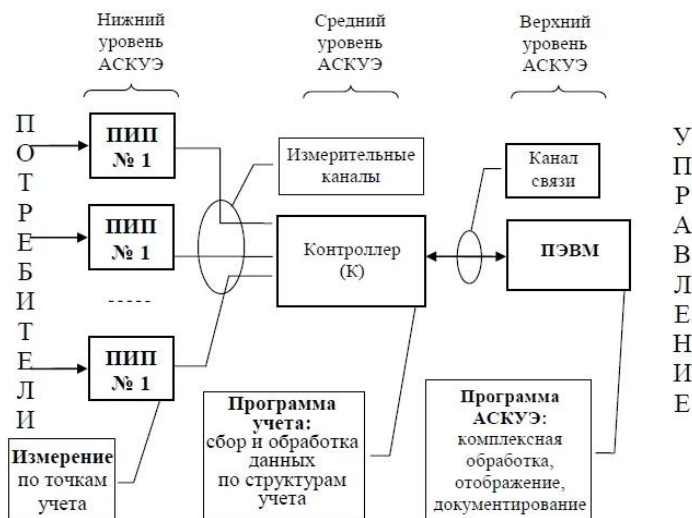 Нижний
уровень
АСКУЭ
Средний
уровень
АСКУЭ
Верхний
уровень
АСКУЭ
ПОТРЕБИТЕЛИ
ПИП
№ 1
ПИП
№ 1
-----
ПИП
№ 1
Измерительные
каналы
Контроллер
(К)
Канал
связи
ПЭВМ
УПРАВЛЕНИЕ
Измерение
по точкам
учета
Программа
учета:
сбор и обработка
данных
по структурам
учета
Программа
АСКУЭ:
комплексная
обработка,
отображение,
документирование